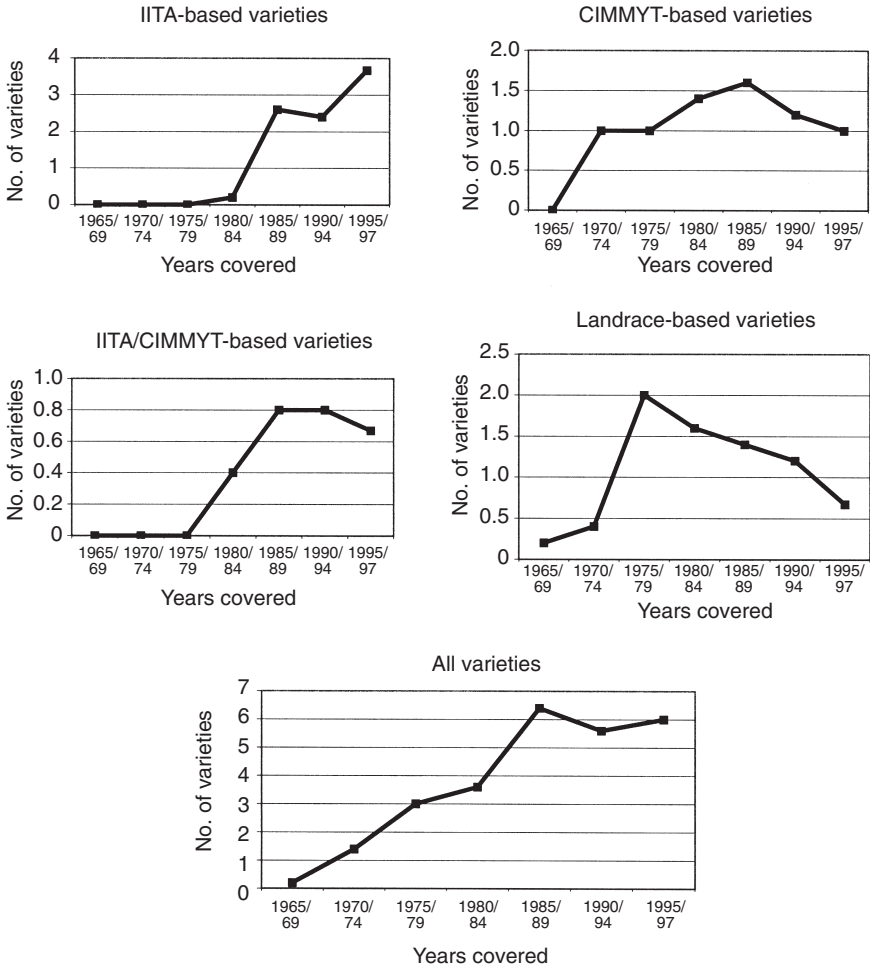 IITA-based varieties
4
3
2
1
0
No. of varieties
1965/ 1970/ 1975/ 1980/ 1985/ 1990/ 1995/
69 74 79 84 89 94 97
Years covered
CIMMYT-based varieties
2.0
1.5
1.0
0.5
0
No. of varieties
1965/ 1970/ 1975/ 1980/ 1985/ 1990/ 1995/
69 74 79 84 89 94 97
Years covered
IITA/CIMMYT-based varieties
1.0
0.8
0.6
0.4
0.2
0
No. of varieties
1965/ 1970/ 1975/ 1980/ 1985/ 1990/ 1995/
69 74 79 84 89 94 97
Years covered
Landrace-based varieties
2.5
2.0
1.5
1.0
0.5
0
No. of varieties
1965/ 1970/ 1975/ 1980/ 1985/ 1990/ 1995/
69 74 79 84 89 94 97
Years covered
All varieties
7
6
5
4
3
2
1
0
No. of varieties
1965/ 1970/ 1975/ 1980/ 1985/ 1990/ 1995/
69 74 79 84 89 94 97
Years covered